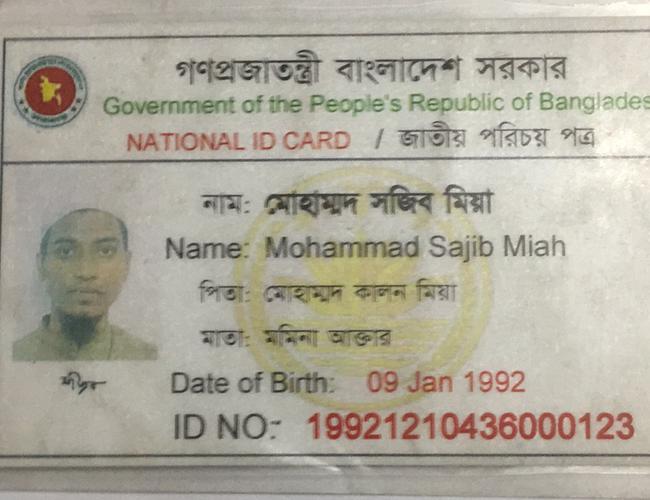 গণপ্রজাতন্ত্রী বাংলাদেশ সরকার
Government of the People's Republic of Banglades
NATIONAL ID CARD / জাতীয় পরিচয় পত্র
নাম: মোহাম্মদ সজিব মিয়া
Name: Mohammad Sajib Miah
পিতা: মোহাম্মদ কালন মিয়া
মাতা: মমিনা আক্তার
Date of Birth: 09 Jan 1992
ID NO: 19921210436000123